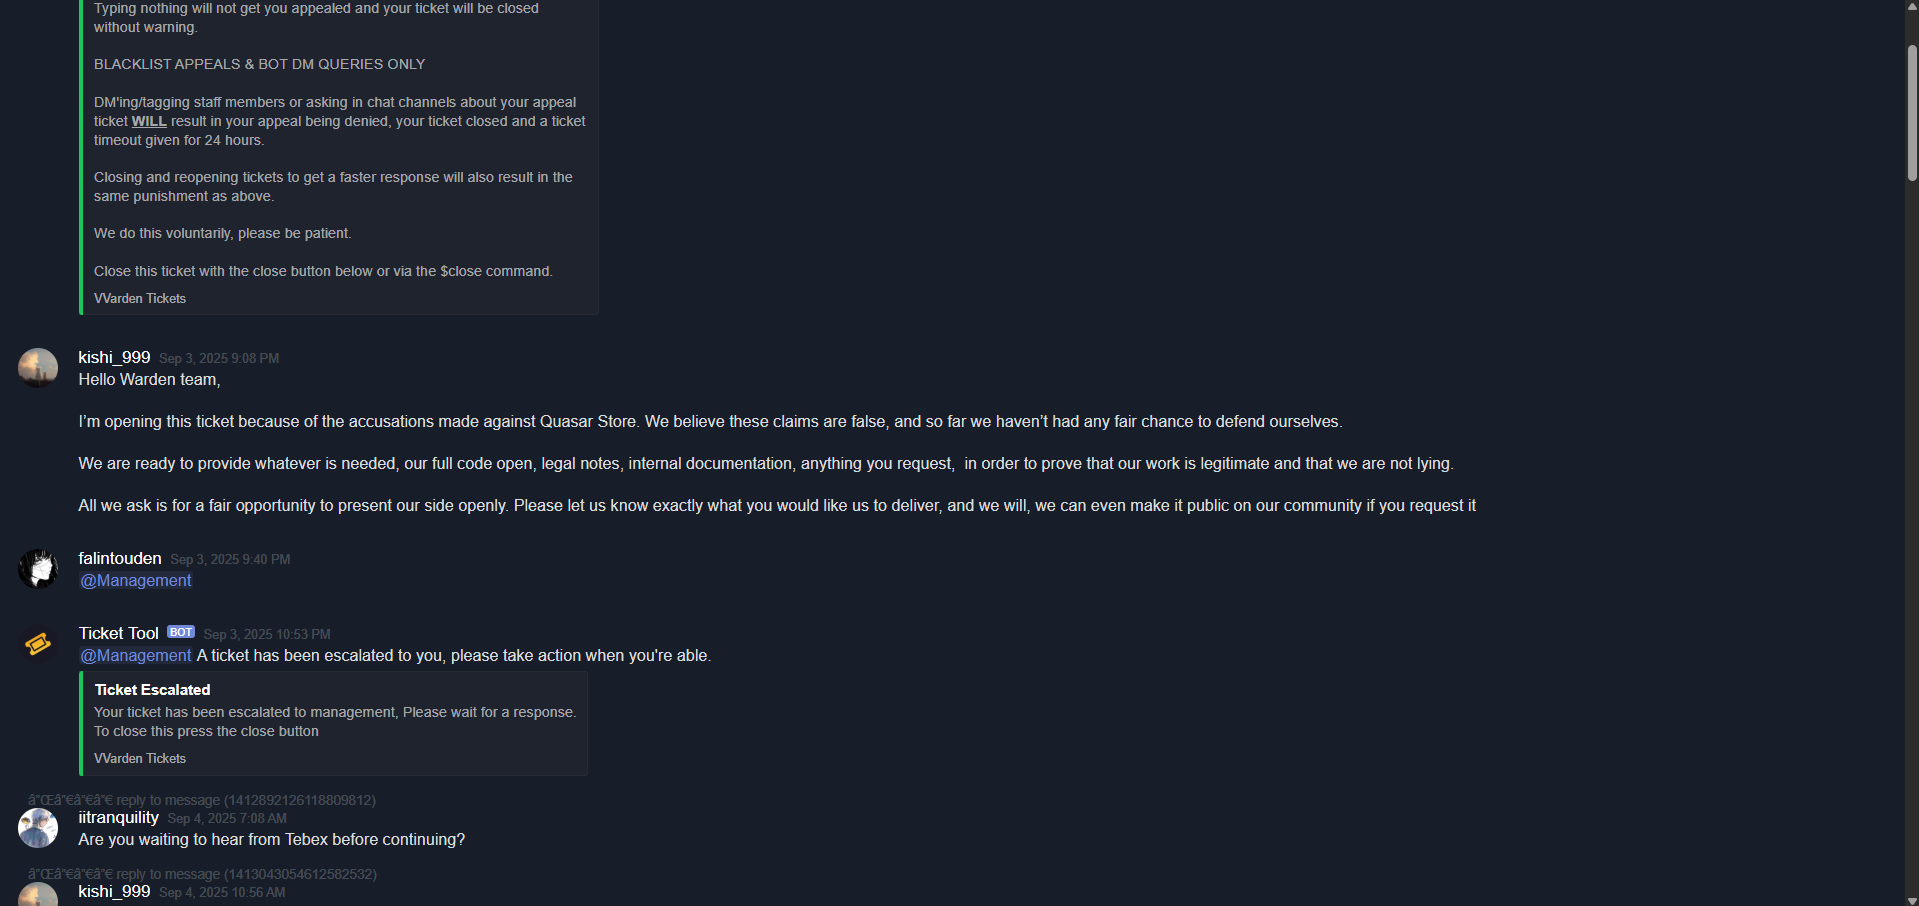 Typing nothing will not get you appealed and your ticket will be closed
without warning.
BLACKLIST APPEALS & BOT DM QUERIES ONLY
DM'ing/tagging staff members or asking in chat channels about your appeal
ticket WILL result in your appeal being denied, your ticket closed and a ticket
timeout given for 24 hours.
Closing and reopening tickets to get a faster response will also result in the
same punishment as above.
We do this voluntarily, please be patient.
Close this ticket with the close button below or via the $close command.
VVarden Tickets
kishi_999 Sep 3, 2025 9:08 PM
Hello Warden team,
I’m opening this ticket because of the accusations made against Quasar Store. We believe these claims are false, and so far we haven’t had any fair chance to defend ourselves.
We are ready to provide whatever is needed, our full code open, legal notes, internal documentation, anything you request,  in order to prove that our work is legitimate and that we are not lying.
All we ask is for a fair opportunity to present our side openly. Please let us know exactly what you would like us to deliver, and we will, we can even make it public on our community if you request it
falintouden Sep 3, 2025 9:40 PM
@Management
Ticket Tool BOT Sep 3, 2025 10:53 PM
@Management A ticket has been escalated to you, please take action when you're able.
Ticket Escalated
Your ticket has been escalated to management, Please wait for a response.
To close this press the close button
VVarden Tickets
â”Œâ”€â”€â”€ reply to message (1412892126118809812)
iitranquility Sep 4, 2025 7:08 AM
Are you waiting to hear from Tebex before continuing?
â”Œâ”€â”€â”€ reply to message (1413043054612582532)
kishi_999 Sep 4, 2025 10:56 AM